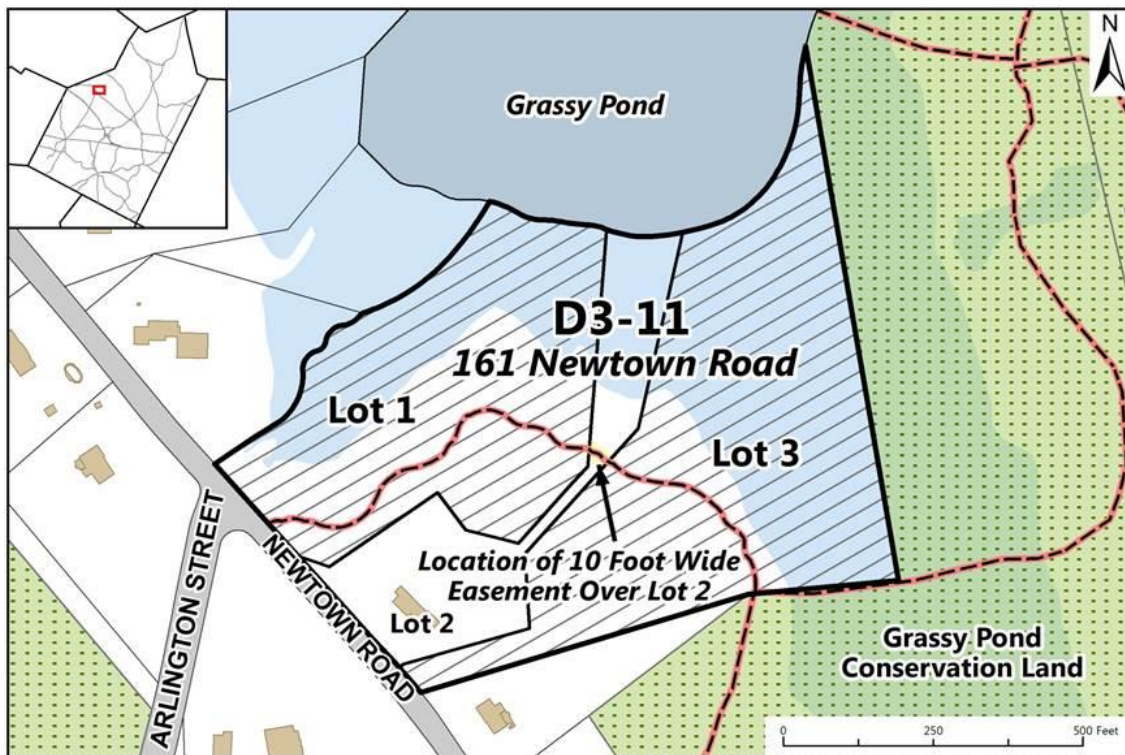 N
Grassy Pond
D3-11
161 Newtown Road
Lot 1
Lot 3
Location of 10 Foot Wide
Easement Over Lot 2
Lot 2
ARLINGTON STREET
NEWTOWN ROAD
Grassy Pond
Conservation Land
0 250 500 Feet